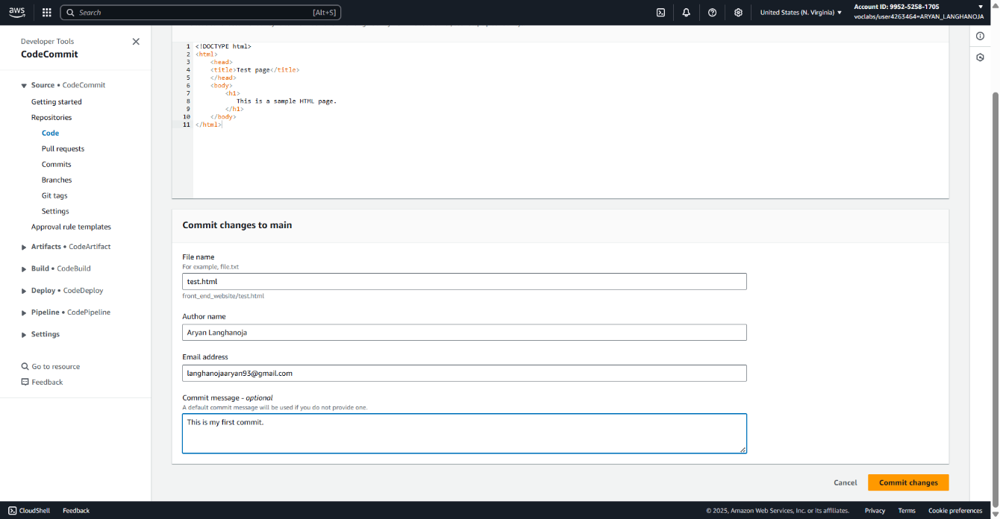 aws
Search [Alt+S]
United States (N. Virginia)
Account ID: 9952-5258-1705
voclabs/user4263464=ARYAN_LANGHANOJA
Developer Tools
CodeCommit
Source • CodeCommit
Getting started
Repositories
Code
Pull requests
Commits
Branches
Git tags
Settings
Approval rule templates
Artifacts • CodeArtifact
Build • CodeBuild
Deploy • CodeDeploy
Pipeline • CodePipeline
Settings
Go to resource
Feedback
1 <!DOCTYPE html>
2 <html>
3 <head>
4 <title>Test page</title>
5 </head>
6 <body>
7 <h1>
8 This is a sample HTML page.
9 </h1>
10 </body>
11 </html>
Commit changes to main
File name
For example, file.txt
test.html
front_end_website/test.html
Author name
Aryan Langhanoja
Email address
langhanojaaryan93@gmail.com
Commit message - optional
A default commit message will be used if you do not provide one.
This is my first commit.
Cancel Commit changes
CloudShell Feedback © 2025, Amazon Web Services, Inc. or its affiliates. Privacy Terms Cookie preferences